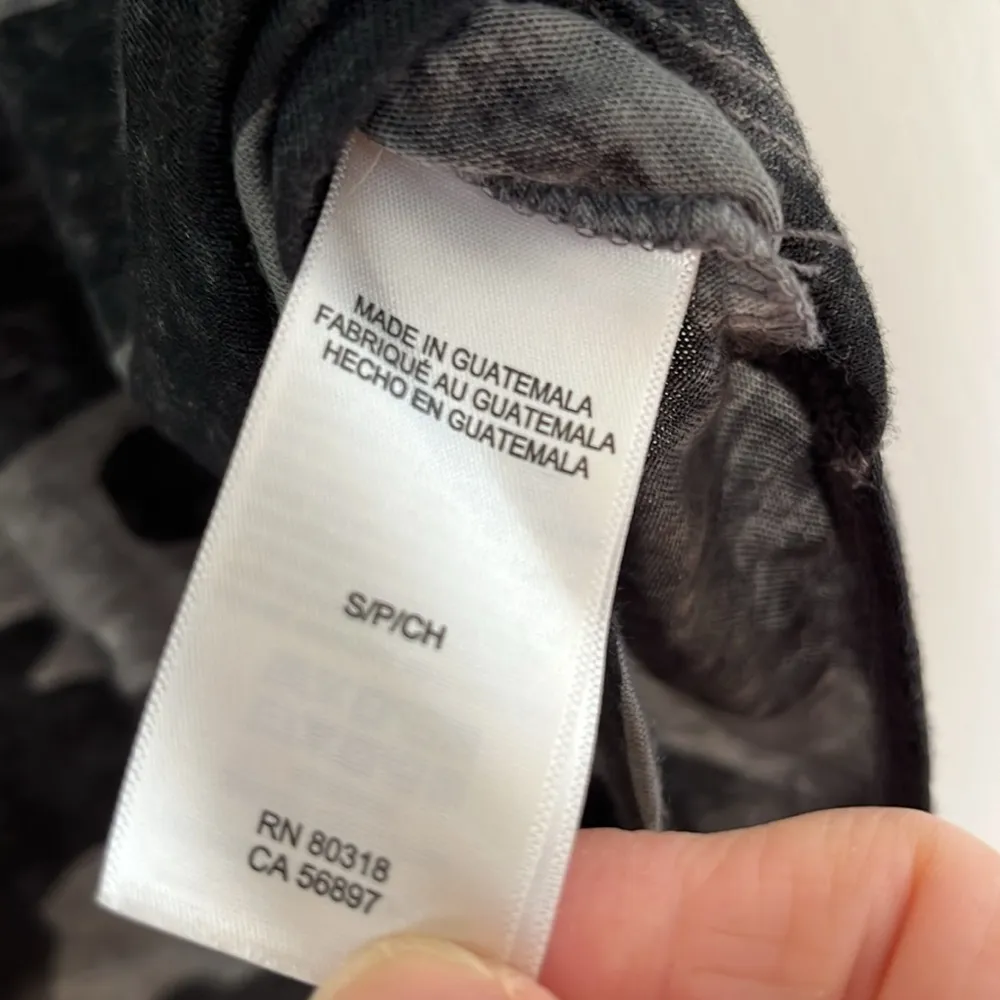 MADE IN GUATEMALA
FABRIQUÉ AU GUATEMALA
HECHO EN GUATEMALA
S/P/CH
RN 80318
CA 56897